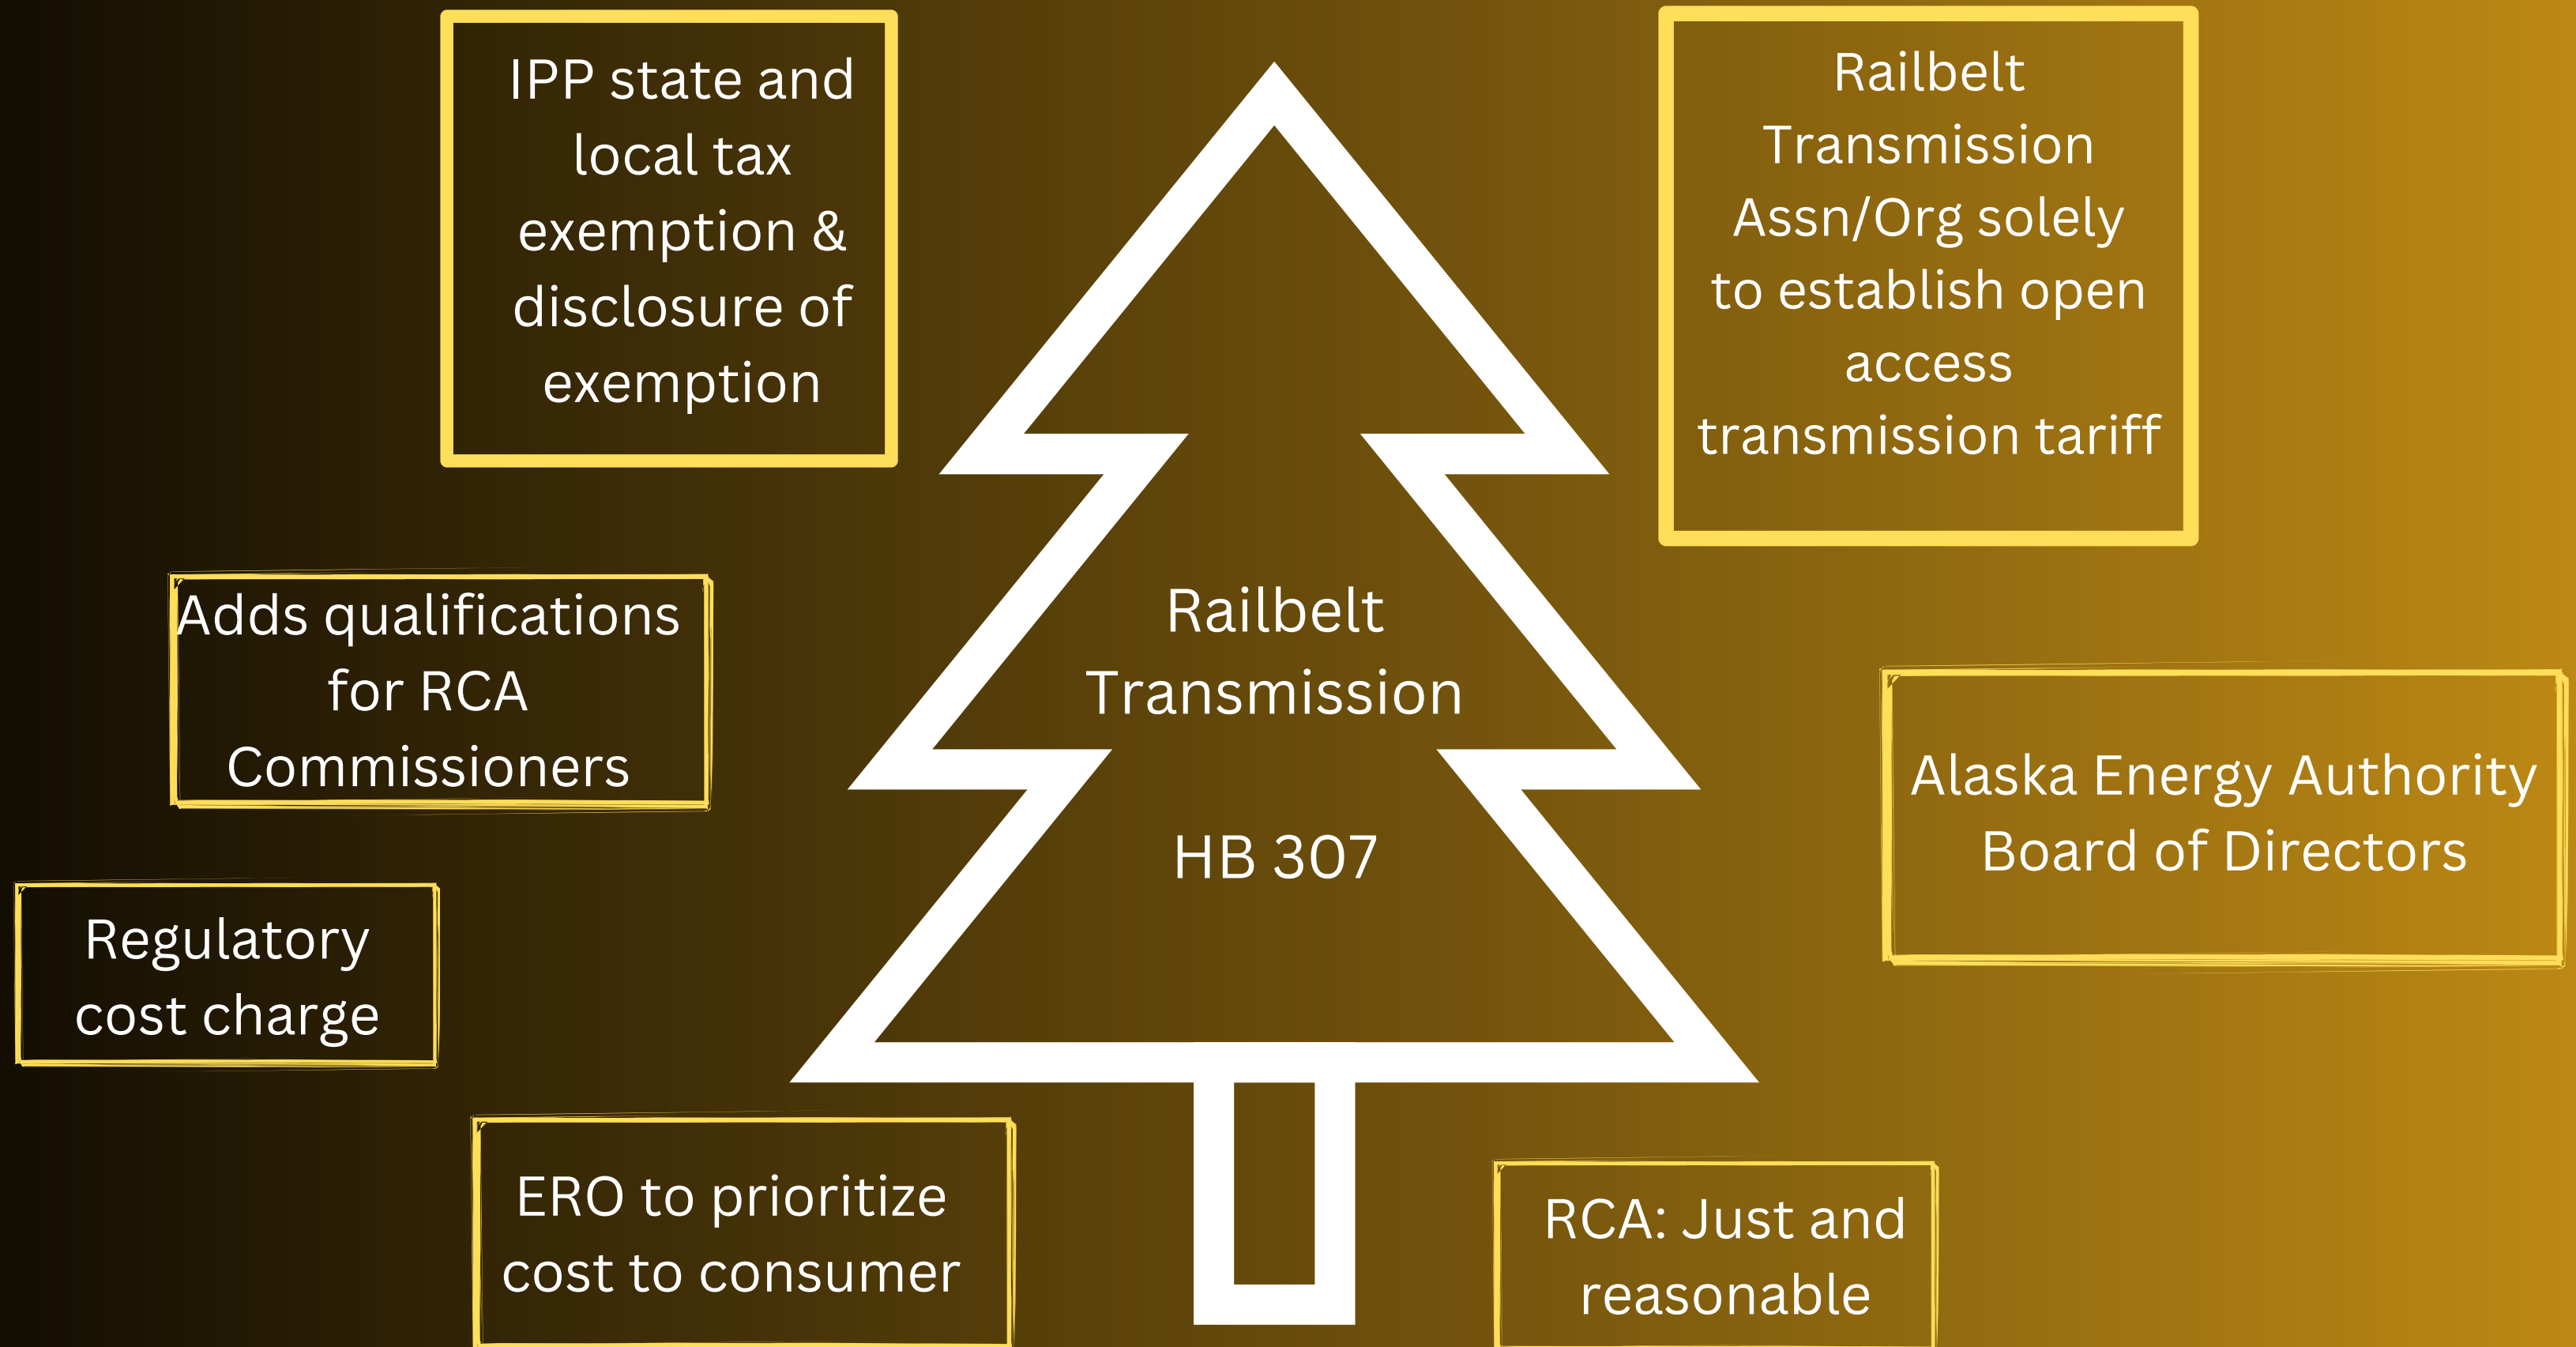 IPP state and
local tax
exemption &
disclosure of
exemption
Railbelt
Transmission
Assn/Org solely
to establish open
access
transmission tariff
Adds qualifications
for RCA
Commissioners
Railbelt
Transmission
HB 307
Alaska Energy Authority
Board of Directors
Regulatory
cost charge
ERO to prioritize
cost to consumer
RCA: Just and
reasonable